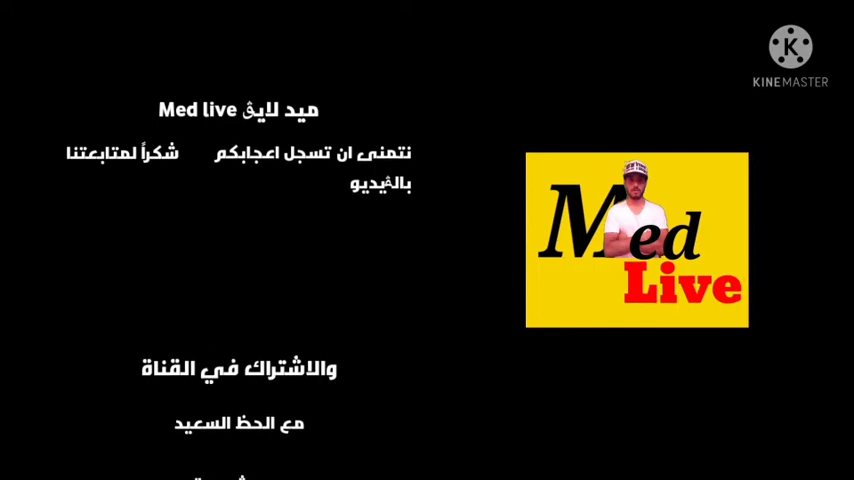 KINEMASTER
ميد لايڤ Med live
نتمنى ان تسجل اعجابكم
بالڤيديو
شكراً لمتابعتنا
Med
Live
والاشتراك في القناة
مع الحظ السعيد